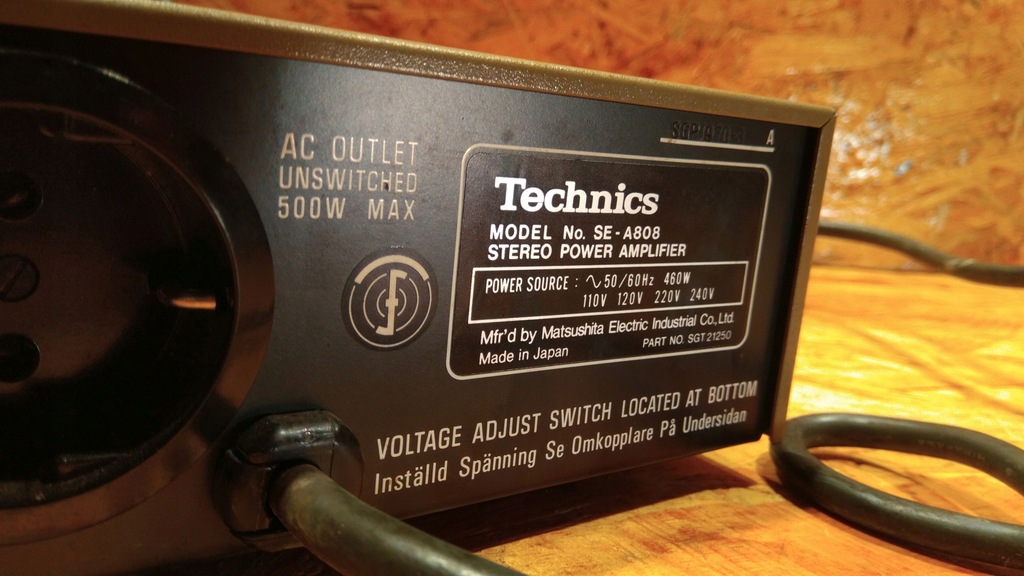 A
AC OUTLET
UNSWITCHED
500W MAX
Technics
MODEL No. SE-A808
STEREO POWER AMPLIFIER
POWER SOURCE : ∿50/60Hz 460W
110V 120V 220V 240V
Mfr'd by Matsushita Electric Industrial Co., Ltd.
Made in Japan PART NO. SGT2125D
VOLTAGE ADJUST SWITCH LOCATED AT BOTTOM
Inställd Spänning Se Omkopplare På Undersidan